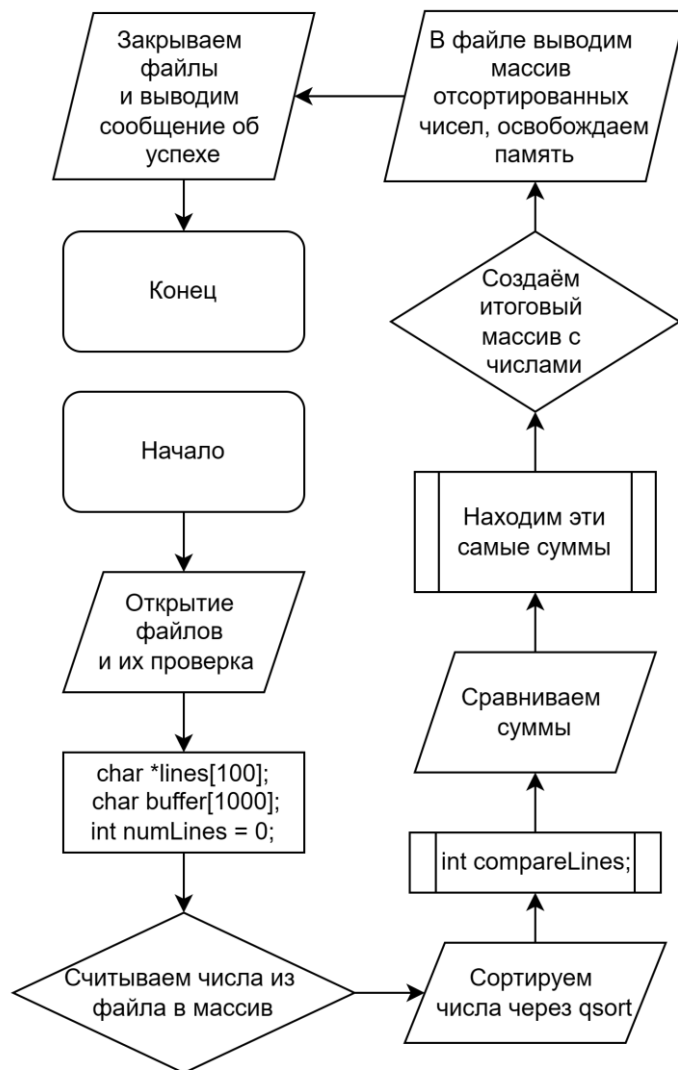 Закрываем
файлы
и выводим
сообщение об
успехе
В файле выводим
массив
отсортированных
чисел, освобождаем
память
Конец
Создаём
итоговый
массив с
числами
Начало
Находим эти
самые суммы
Открытие
файлов
и их проверка
Сравниваем
суммы
char *lines[100];
char buffer[1000];
int numLines = 0;
int compareLines;
Считываем числа из
файла в массив
Сортируем
числа через qsort